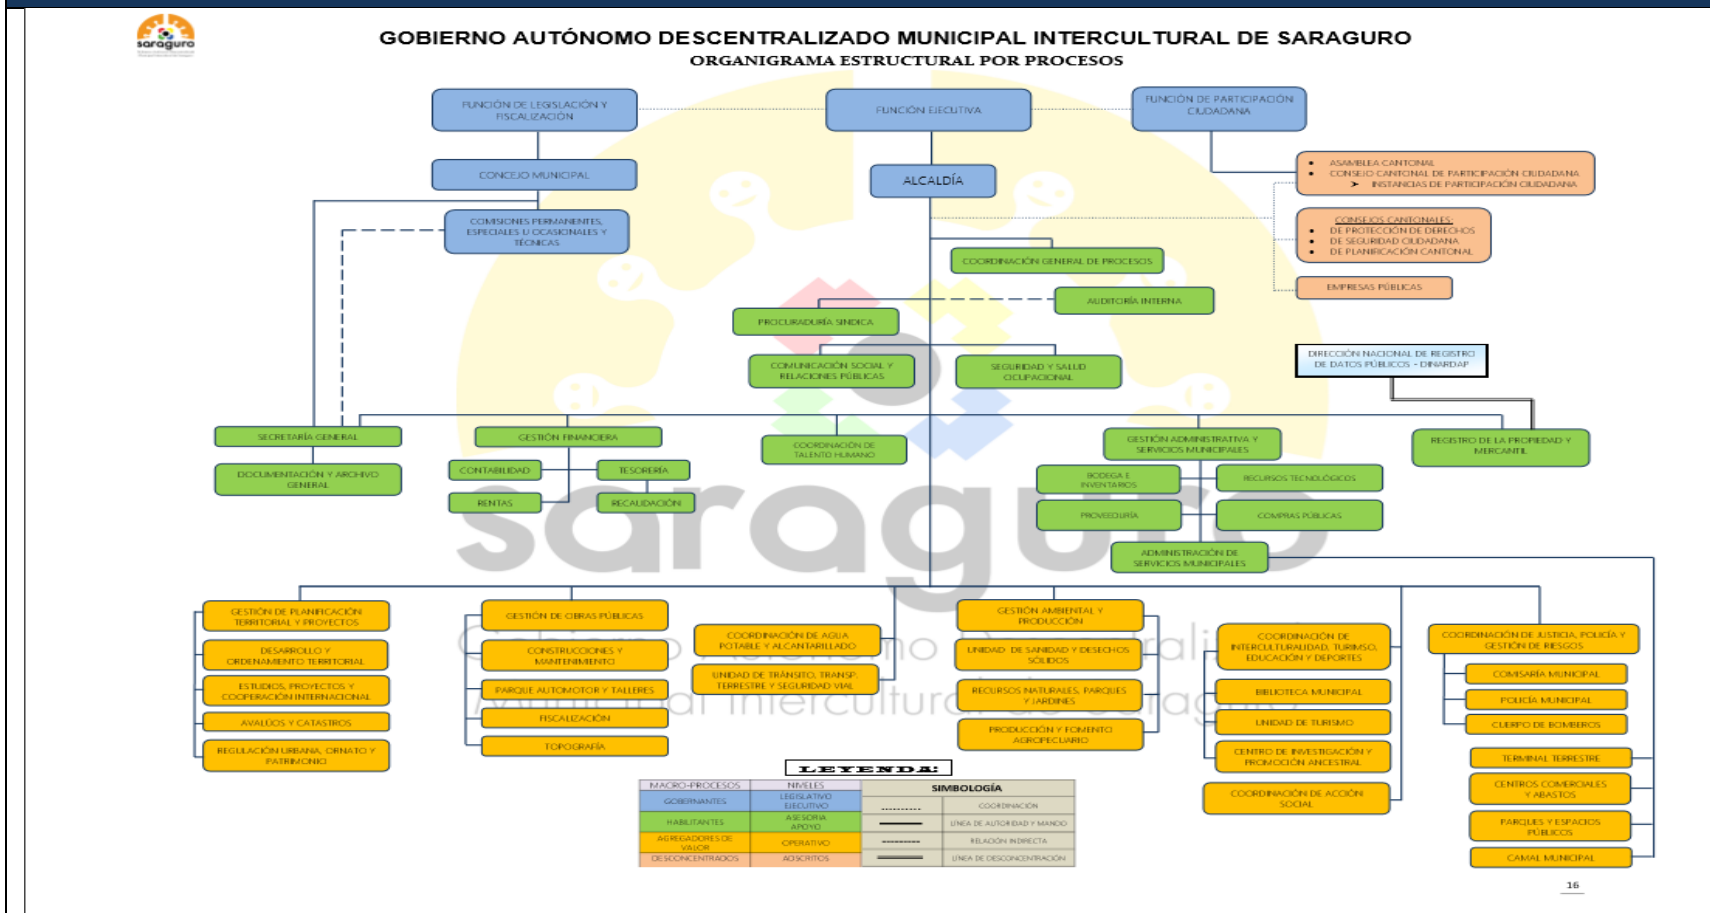 saraguro
GOBIERNO AUTÓNOMO DESCENTRALIZADO MUNICIPAL INTERCULTURAL DE SARAGURO
ORGANIGRAMA ESTRUCTURAL POR PROCESOS
FUNCIÓN DE LEGISLACIÓN Y
FISCALIZACIÓN
FUNCIÓN EJECUTIVA
FUNCIÓN DE PARTICIPACIÓN
CIUDADANA
CONCEJO MUNICIPAL
ALCALDÍA
• ASAMBLEA CANTONAL
• CONSEJO CANTONAL DE PARTICIPACIÓN CIUDADANA
➤ INSTANCIAS DE PARTICIPACIÓN CIUDADANA
COMISIONES PERMANENTES,
ESPECIALES U OCASIONALES Y
TÉCNICAS
CONSEJOS CANTONALES:
• DE PROTECCIÓN DE DERECHOS
• DE SEGURIDAD CIUDADANA
• DE PLANIFICACIÓN CANTONAL
COORDINACIÓN GENERAL DE PROCESOS
EMPRESAS PÚBLICAS
AUDITORÍA INTERNA
PROCURADURÍA SINDICA
COMUNICACIÓN SOCIAL Y
RELACIONES PÚBLICAS
SEGURIDAD Y SALUD
OCUPACIONAL
DIRECCIÓN NACIONAL DE REGISTRO
DE DATOS PÚBLICOS - DINARDAP
SECRETARÍA GENERAL
GESTIÓN FINANCIERA
COORDINACIÓN DE
TALENTO HUMANO
GESTIÓN ADMINISTRATIVA Y
SERVICIOS MUNICIPALES
REGISTRO DE LA PROPIEDAD Y
MERCANTIL
DOCUMENTACIÓN Y ARCHIVO
GENERAL
CONTABILIDAD
TESORERÍA
RENTAS
RECAUDACIÓN
BODEGA E
INVENTARIOS
RECURSOS TECNOLÓGICOS
PROVEEDURÍA
COMPRAS PÚBLICAS
ADMINISTRACIÓN DE
SERVICIOS MUNICIPALES
saraguro
Gobierno Autónomo Descentralizado
Municipal Intercultural de Saraguro
GESTIÓN DE PLANIFICACIÓN
TERRITORIAL Y PROYECTOS
DESARROLLO Y
ORDENAMIENTO TERRITORIAL
ESTUDIOS, PROYECTOS Y
COOPERACIÓN INTERNACIONAL
AVALÚOS Y CATASTROS
REGULACIÓN URBANA, ORNATO Y
PATRIMONIO
GESTIÓN DE OBRAS PÚBLICAS
CONSTRUCCIONES Y
MANTENIMIENTO
PARQUE AUTOMOTOR Y TALLERES
FISCALIZACIÓN
TOPOGRAFÍA
COORDINACIÓN DE AGUA
POTABLE Y ALCANTARILLADO
UNIDAD DE TRÁNSITO, TRANSP.
TERRESTRE Y SEGURIDAD VIAL
GESTIÓN AMBIENTAL Y
PRODUCCIÓN
UNIDAD DE SANIDAD Y DESECHOS
SÓLIDOS
RECURSOS NATURALES, PARQUES
Y JARDINES
PRODUCCIÓN Y FOMENTO
AGROPECUARIO
COORDINACIÓN DE
INTERCULTURALIDAD, TURIMSO,
EDUCACIÓN Y DEPORTES
BIBLIOTECA MUNICIPAL
UNIDAD DE TURISMO
CENTRO DE INVESTIGACIÓN Y
PROMOCIÓN ANCESTRAL
COORDINACIÓN DE ACCIÓN
SOCIAL
COORDINACIÓN DE JUSTICIA, POLICÍA Y
GESTIÓN DE RIESGOS
COMISARÍA MUNICIPAL
POLICÍA MUNICIPAL
CUERPO DE BOMBEROS
TERMINAL TERRESTRE
CENTROS COMERCIALES
Y ABASTOS
PARQUES Y ESPACIOS
PÚBLICOS
CAMAL MUNICIPAL
LEYENDA:
MACRO-PROCESOS NIVELES SIMBOLOGÍA
GOBERNANTES LEGISLATIVO
EJECUTIVO COORDINACIÓN
HABILITANTES ASESORIA
APOYO LÍNEA DE AUTORIDAD Y MANDO
AGREGADORES DE
VALOR OPERATIVO RELACIÓN INDIRECTA
DESCONCENTRADOS ADSCRITOS LÍNEA DE DESCONCENTRACIÓN
16